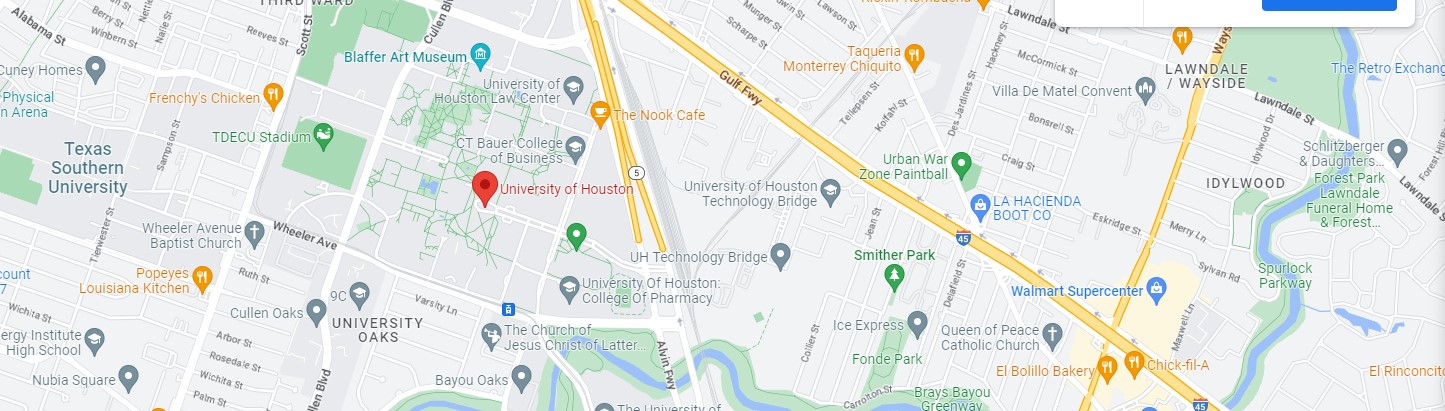 THIRD WARD
Alabama St
Berry St
Winbern St
Reeves St
Scott St
Cullen Blvd
Munger St
Scharpe St
Dawson St
Lawson St
Lawndale St
Hackney St
Blaffer Art Museum
Taqueria
Monterrey Chiquito
LAWNDALE
/ WAYSIDE
The Retro Exchange
McCormick St
Cuney Homes
Physical
n Arena
Frenchy's Chicken
University of
Houston Law Center
Gulf Fwy
Villa De Matel Convent
Tellepsen St
Koehler St
Des Jardines St
Bonsrell St
Lawndale St
The Nook Cafe
TDECU Stadium
Sampson St
CT Bauer College
of Business
Texas
Southern
University
Urban War
Zone Paintball
Craig St
Idylwood Dr
Schlitzberger
& Daughters...
Forest Park
Lawndale
Funeral Home
& Forest...
Lawndale St
5
University of Houston
University of Houston
Technology Bridge
IDYLWOOD
LA HACIENDA
BOOT CO
Eskridge St
Merry Ln
Jean St
45
Wheeler Avenue
Baptist Church
Wheeler Ave
Tierwester St
UH Technology Bridge
Smither Park
Sylvan Rd
Spurlock
Parkway
Popeyes
Louisiana Kitchen
Ruth St
9C
University Of Houston:
College Of Pharmacy
Walmart Supercenter
Delafield St
Wichita St
Cullen Oaks
Varsity Ln
UNIVERSITY
OAKS
The Church of
Jesus Christ of Latter...
Ice Express
Queen of Peace
Catholic Church
Maxwell Ln
ergy Institute
High School
Arbor St
Rosedale St
Wichita St
Palm St
Collier St
Fonde Park
Alvin Fwy
Nubia Square
Bayou Oaks
El Bolillo Bakery
Chick-fil-A
El Rinconcito
Carrolton St
Brays Bayou
Greenway
45
The University of